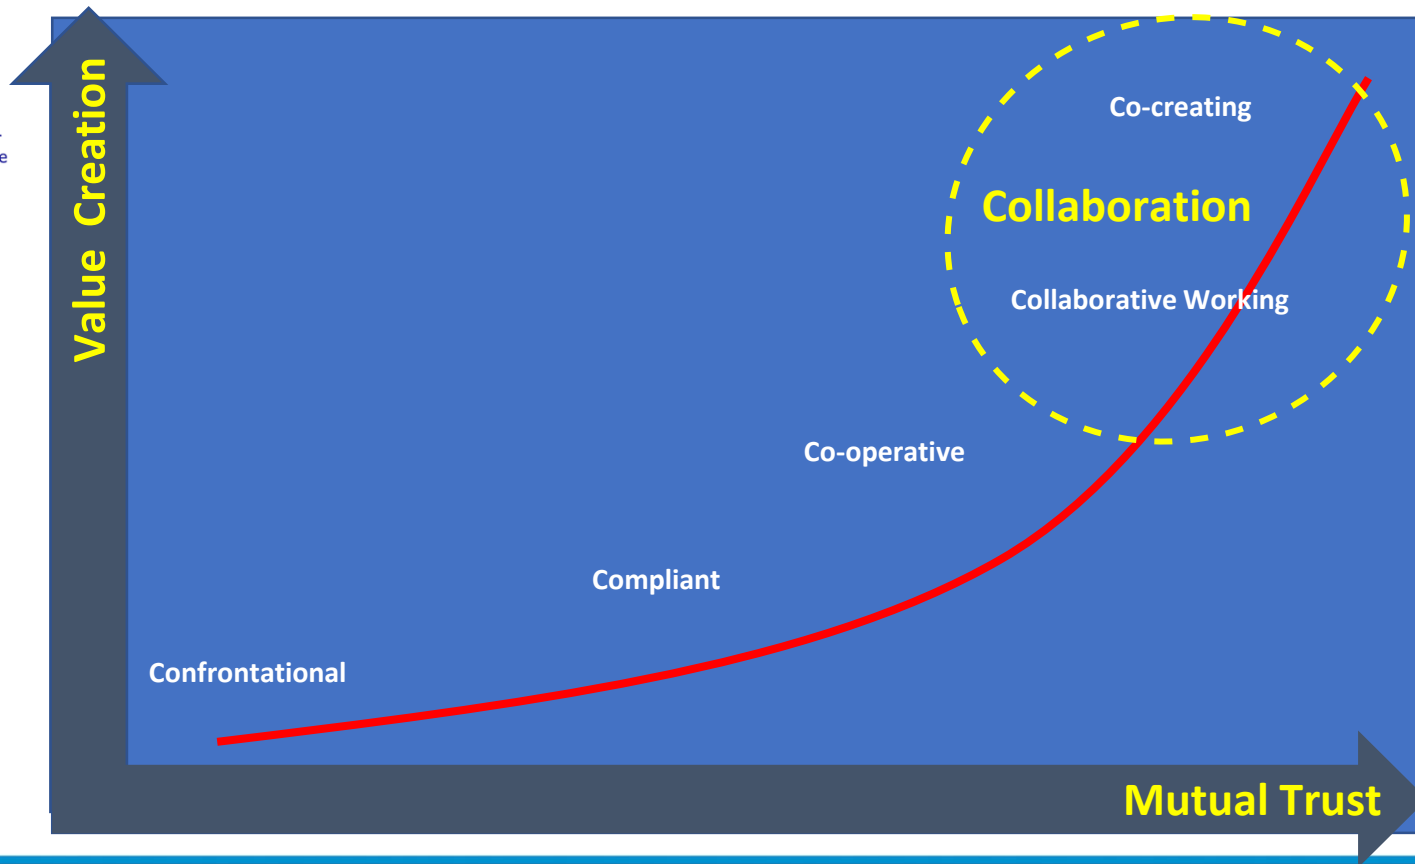 Value Creation
Co-creating
Collaboration
Collaborative Working
Co-operative
Compliant
Confrontational
Mutual Trust